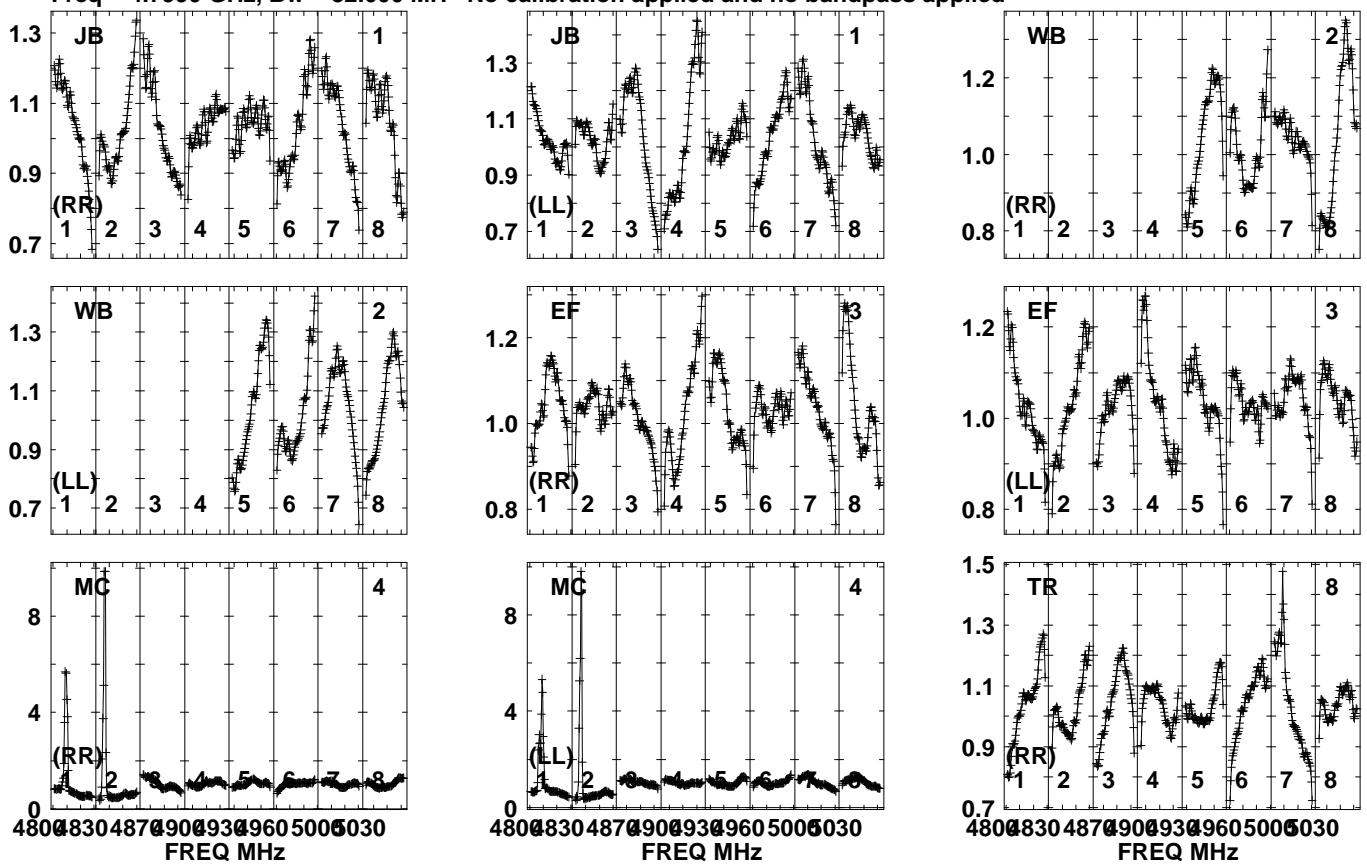 No calibration applied and no bandpass applied
1.3 JB 1
1.1
0.9
(RR)
0.7 1 2 3 4 5 6 7 8
1.3 JB 1
1.1
0.9
(LL)
0.7 1 2 3 4 5 6 7 8
WB 2
1.2
1.0
(RR)
0.8 1 2 3 4 5 6 7 8
WB 2
1.3
1.1
0.9
(LL)
0.7 1 2 3 4 5 6 7 8
EF 3
1.2
1.0
(RR)
0.8 1 2 3 4 5 6 7 8
EF 3
1.2
1.0
(LL)
0.8 1 2 3 4 5 6 7 8
MC 4
8
4
(RR)
1 2 3 4 5 6 7 8
0
MC 4
8
4
(LL)
1 2 3 4 5 6 7 8
0
1.5 TR 8
1.3
1.1
0.9 (RR)
1 2 3 4 5 6 7 8
0.7
4800 4830 4870 4900 4930 4960 5000 5030
FREQ MHz
4800 4830 4870 4900 4930 4960 5000 5030
FREQ MHz
4800 4830 4870 4900 4930 4960 5000 5030
FREQ MHz